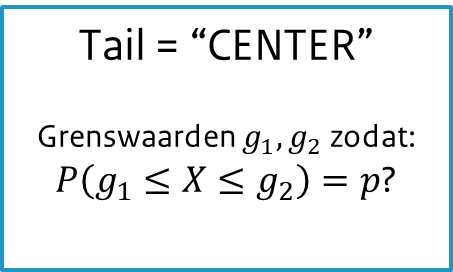 Tail = “CENTER”
Grenswaarden g₁, g₂ zodat:
P(g₁ ≤ X ≤ g₂) = p?